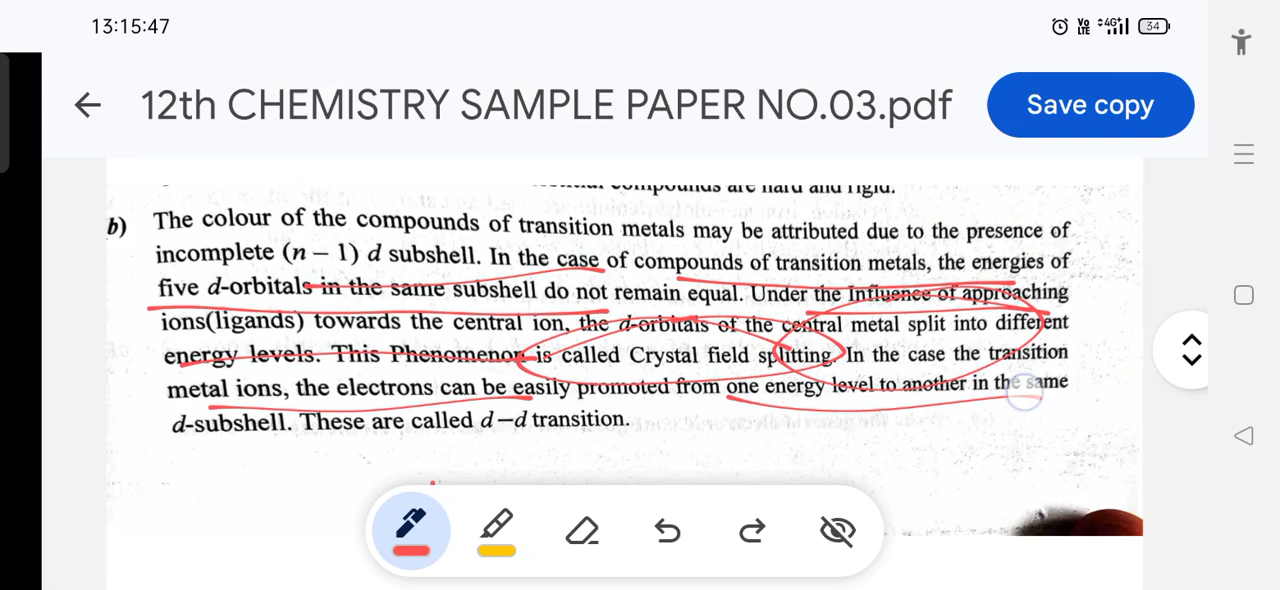 13:15:47
Vo LTE 4G+ 34
12th CHEMISTRY SAMPLE PAPER NO.03.pdf
Save copy
compounds are hard and rigid.
b) The colour of the compounds of transition metals may be attributed due to the presence of
incomplete (n – 1) d subshell. In the case of compounds of transition metals, the energies of
five d-orbitals in the same subshell do not remain equal. Under the Influence of approaching
ions(ligands) towards the central ion, the d-orbitals of the central metal split into different
energy levels. This Phenomenon is called Crystal field splitting. In the case the transition
metal ions, the electrons can be easily promoted from one energy level to another in the same
d-subshell. These are called d–d transition.